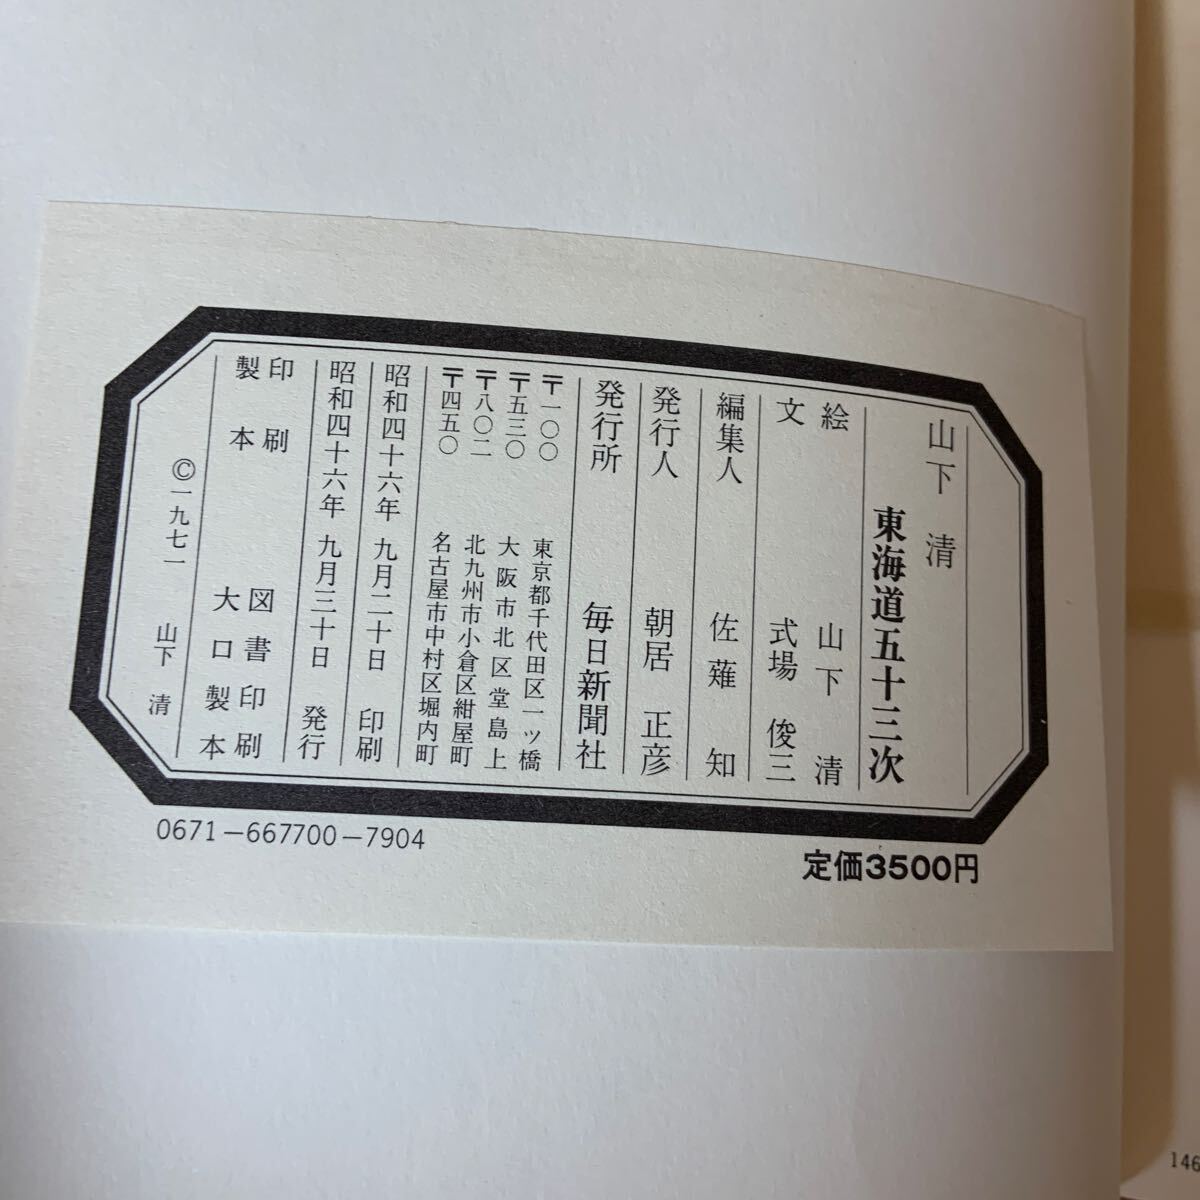 山下 清
東海道五十三次
絵 山下 清
文 式場 俊三
編集人 佐薙 知
発行人 朝居 正彦
発行所 毎日新聞社
〒一〇〇 東京都千代田区一ッ橋
〒五三〇 大阪市北区堂島上
〒八〇二 北九州市小倉区紺屋町
〒四五〇 名古屋市中村区堀内町
昭和四十六年 九月二十日 印刷
昭和四十六年 九月三十日 発行
印刷 図書印刷
製本 大口製本
©一九七一 山下 清
0671-667700-7904
定価3500円
146